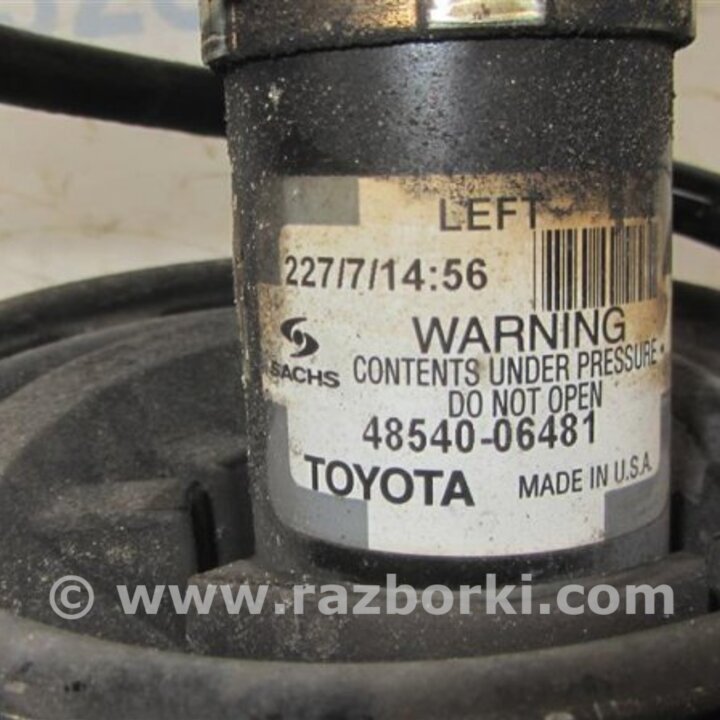 LEFT
227/7/14:56
WARNING
SACHS
CONTENTS UNDER PRESSURE
DO NOT OPEN
48540-06481
TOYOTA MADE IN U.S.A.
© www.razborki.com